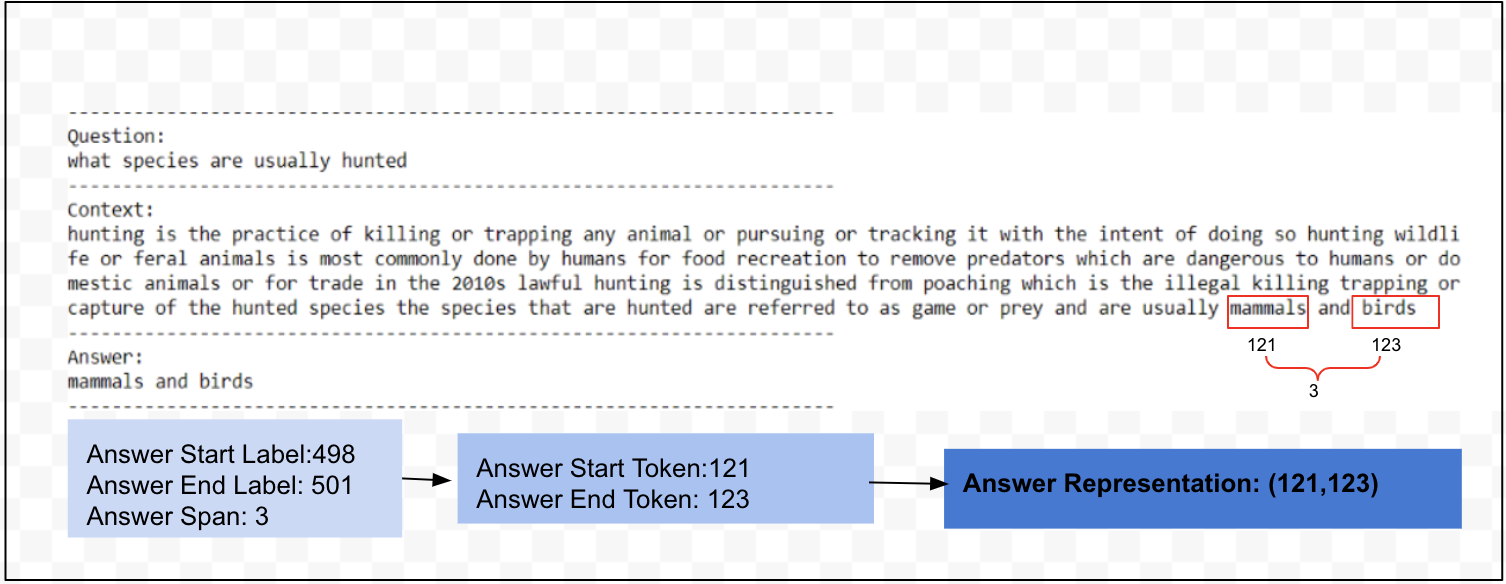 --------------------------------------------------------------------
Question:
what species are usually hunted
--------------------------------------------------------------------
Context:
hunting is the practice of killing or trapping any animal or pursuing or tracking it with the intent of doing so hunting wildli
fe or feral animals is most commonly done by humans for food recreation to remove predators which are dangerous to humans or do
mestic animals or for trade in the 2010s lawful hunting is distinguished from poaching which is the illegal killing trapping or
capture of the hunted species the species that are hunted are referred to as game or prey and are usually mammals and birds
--------------------------------------------------------------------
121 123
3
Answer:
mammals and birds
--------------------------------------------------------------------
Answer Start Label:498
Answer End Label: 501
Answer Span: 3
Answer Start Token:121
Answer End Token: 123
Answer Representation: (121,123)